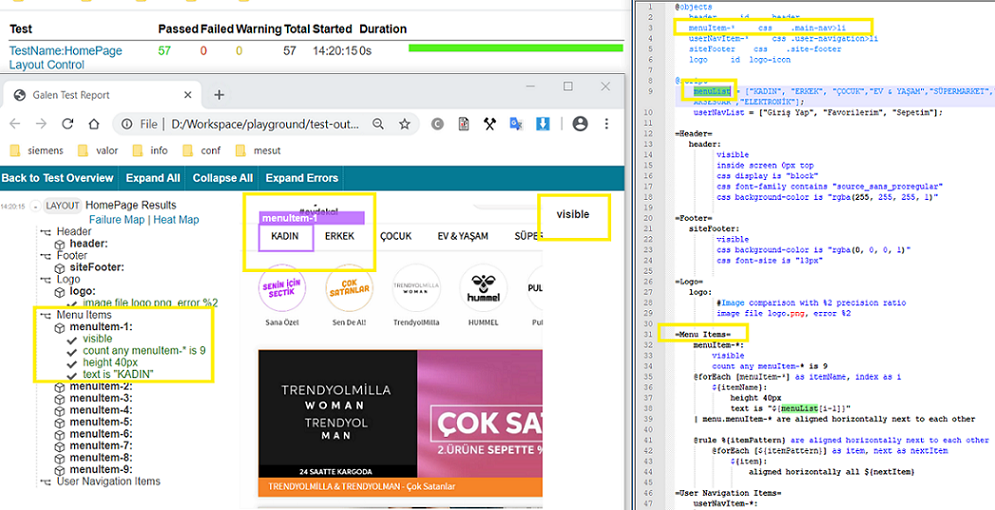 Test Passed Failed Warning Total Started Duration
TestName:HomePage Layout Control 57 0 0 57 14:20:15 0s
Galen Test Report
File | D:/Workspace/playground/test-out...
siemens valor info conf mesut
Back to Test Overview Expand All Collapse All Expand Errors
14:20:15 - LAYOUT HomePage Results
Failure Map | Heat Map
Header
header:
Footer
siteFooter:
Logo
logo:
image file logo.png, error %2
Menu Items
menuItem-1:
visible
count any menuItem-* is 9
height 40px
text is "KADIN"
menuItem-2:
menuItem-3:
menuItem-4:
menuItem-5:
menuItem-6:
menuItem-7:
menuItem-8:
menuItem-9:
User Navigation Items
#evdekal
menuItem-1
visible
KADIN ERKEK ÇOCUK EV & YAŞAM SÜPE
SENİN İÇİN SEÇTİK
ÇOK SATANLAR
TRENDYOLMİLLA WOMAN
hummel
PUL
Sana Özel Sen De Al! TrendyolMilla HUMMEL Pul
TRENDYOLMİLLA
WOMAN
TRENDYOL
MAN
24 SAATTE KARGODA
ÇOK SA
2.ÜRÜNE SEPETTE %
TRENDYOLMILLA & TRENDYOLMAN - Çok Satanlar
1 @objects
2 header id header
3 menuItem-* css .main-nav>li
4 userNavItem-* css .user-navigation>li
5 siteFooter css .site-footer
6 logo id logo-icon
7
8 @script
9 menuList = ["KADIN", "ERKEK", "ÇOCUK","EV & YAŞAM","SÜPERMARKET",
AKSESUAR","ELEKTRONİK"];
10 userNavList = ["Giriş Yap", "Favorilerim", "Sepetim"];
11
12 =Header=
13 header:
14 visible
15 inside screen 0px top
16 css display is "block"
17 css font-family contains "source_sans_proregular"
18 css background-color is "rgba(255, 255, 255, 1)"
19
20 =Footer=
21 siteFooter:
22 visible
23 css background-color is "rgba(0, 0, 0, 1)"
24 css font-size is "13px"
25
26 =Logo=
27 logo:
28 #Image comparison with %2 precision ratio
29 image file logo.png, error %2
30
31 =Menu Items=
32 menuItem-*:
33 visible
34 count any menuItem-* is 9
35 @forEach [menuItem-*] as itemName, index as i
36 ${itemName}:
37 height 40px
38 text is "${menuList[i-1]}"
39 | menu.menuItem-* are aligned horizontally next to each other
40
41 @rule %{itemPattern} are aligned horizontally next to each other
42 @forEach [${itemPattern}] as item, next as nextItem
43 ${item}:
44 aligned horizontally all ${nextItem}
45
46 =User Navigation Items=
47 userNavItem-*: